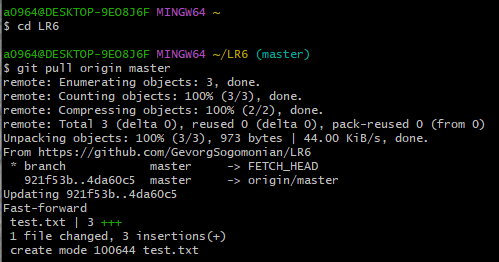 a0964@DESKTOP-9EO8J6F MINGW64 ~
$ cd LR6
a0964@DESKTOP-9EO8J6F MINGW64 ~/LR6 (master)
$ git pull origin master
remote: Enumerating objects: 3, done.
remote: Counting objects: 100% (3/3), done.
remote: Compressing objects: 100% (2/2), done.
remote: Total 3 (delta 0), reused 0 (delta 0), pack-reused 0 (from 0)
Unpacking objects: 100% (3/3), 973 bytes | 44.00 KiB/s, done.
From https://github.com/GevorgSogomonian/LR6
 * branch            master     -> FETCH_HEAD
   921f53b..4da60c5  master     -> origin/master
Updating 921f53b..4da60c5
Fast-forward
 test.txt | 3 +++
 1 file changed, 3 insertions(+)
 create mode 100644 test.txt